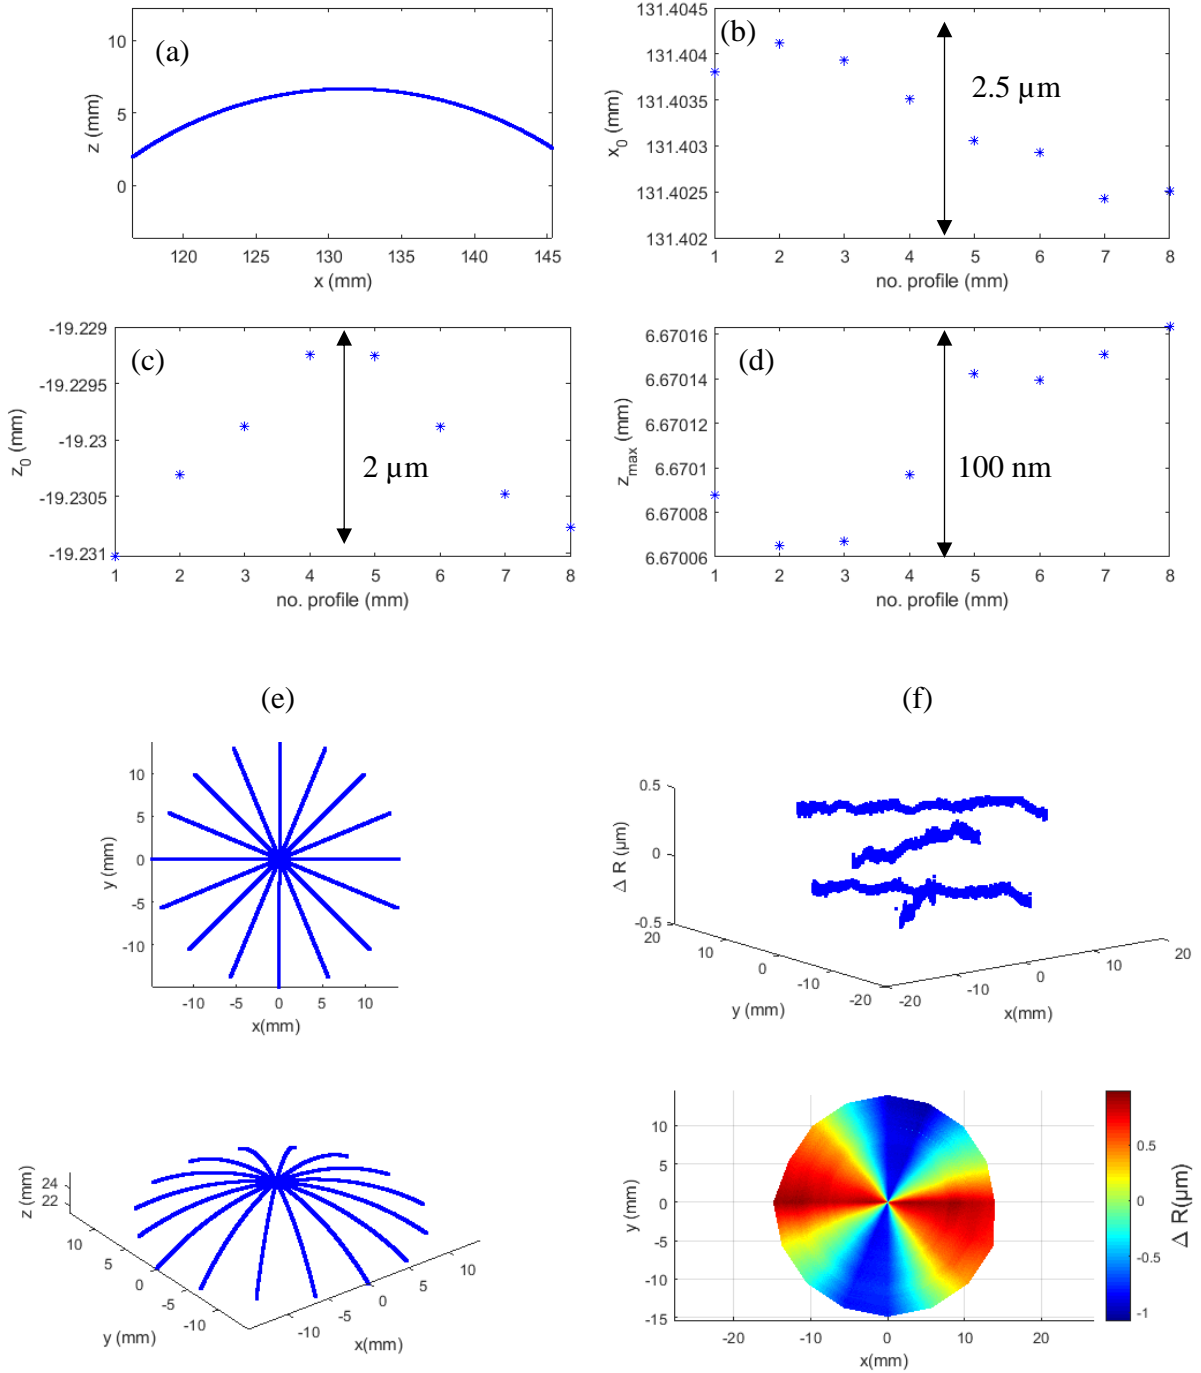 (a)
10
5
0
z (mm)
120 125 130 135 140 145
x (mm)
(b)
131.4045
131.404
131.4035
131.403
131.4025
131.402
x0 (mm)
2.5 µm
1 2 3 4 5 6 7 8
no. profile (mm)
(c)
-19.229
-19.2295
-19.23
-19.2305
-19.231
z0 (mm)
2 µm
1 2 3 4 5 6 7 8
no. profile (mm)
(d)
6.67016
6.67014
6.67012
6.6701
6.67008
6.67006
zmax (mm)
100 nm
1 2 3 4 5 6 7 8
no. profile (mm)
(e)
10
5
0
-5
-10
y (mm)
-10 -5 0 5 10
x(mm)
24
22
z (mm)
10
5
0
-5
-10
y (mm)
-10
-5
0
5
10
x(mm)
(f)
0.5
0
-0.5
Δ R (µm)
20
10
0
-10
-20
y (mm)
-20
-10
0
10
20
x(mm)
10
5
0
-5
-10
-15
y (mm)
-20 -10 0 10 20
x(mm)
0.5
0
-0.5
-1
Δ R(µm)